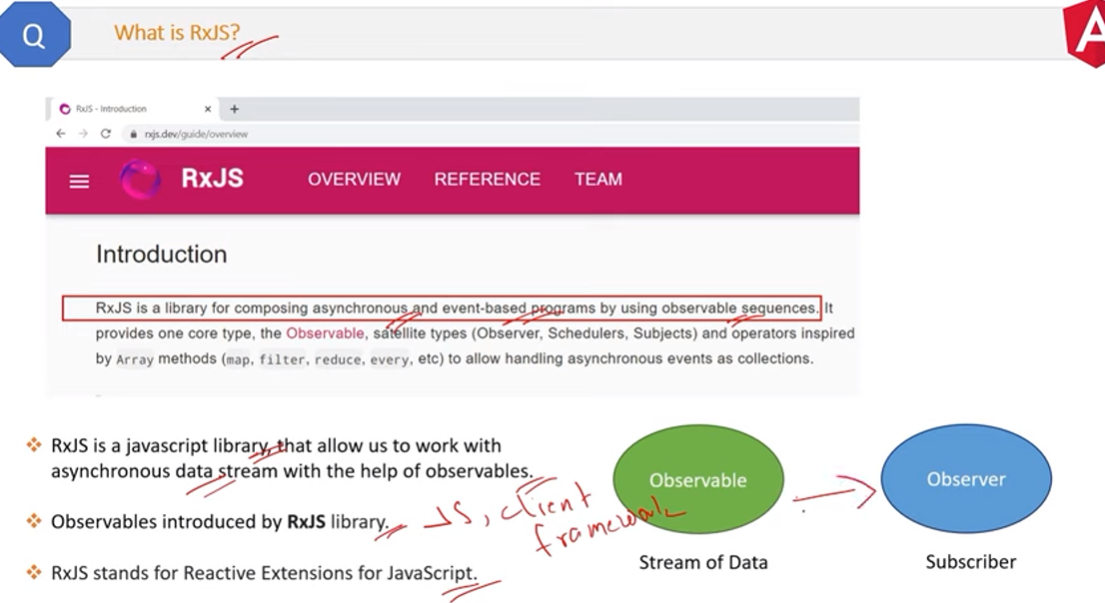 Q
What is RxJS?
A
RxJS - Introduction × +
rxjs.dev/guide/overview
RxJS OVERVIEW REFERENCE TEAM
Introduction
RxJS is a library for composing asynchronous and event-based programs by using observable sequences. It
provides one core type, the Observable, satellite types (Observer, Schedulers, Subjects) and operators inspired
by Array methods (map, filter, reduce, every, etc) to allow handling asynchronous events as collections.
❖ RxJS is a javascript library, that allow us to work with
asynchronous data stream with the help of observables.
❖ Observables introduced by RxJS library.
JS, client
framework
❖ RxJS stands for Reactive Extensions for JavaScript.
Observable
Observer
Stream of Data
Subscriber